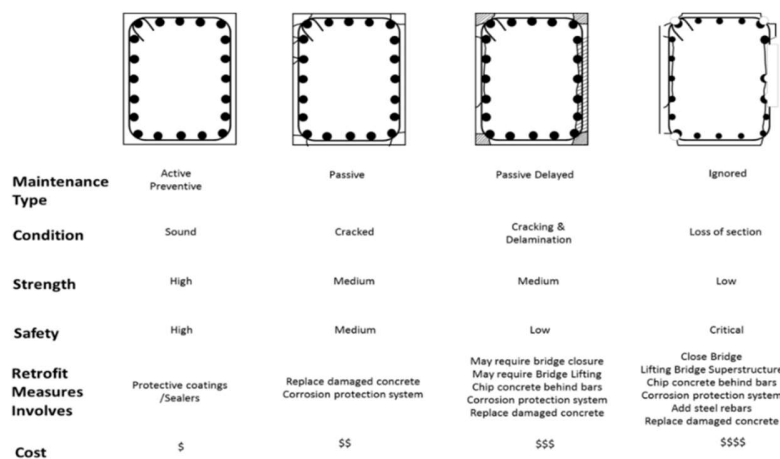 Maintenance
Type
Active
Preventive
Passive
Passive Delayed
Ignored
Condition
Sound
Cracked
Cracking &
Delamination
Loss of section
Strength
High
Medium
Medium
Low
Safety
High
Medium
Low
Critical
Retrofit
Measures
Involves
Protective coatings
/Sealers
Replace damaged concrete
Corrosion protection system
May require bridge closure
May require Bridge Lifting
Chip concrete behind bars
Corrosion protection system
Replace damaged concrete
Close Bridge
Lifting Bridge Superstructure
Chip concrete behind bars
Corrosion protection system
Add steel rebars
Replace damaged concrete
Cost
$
$$
$$$
$$$$